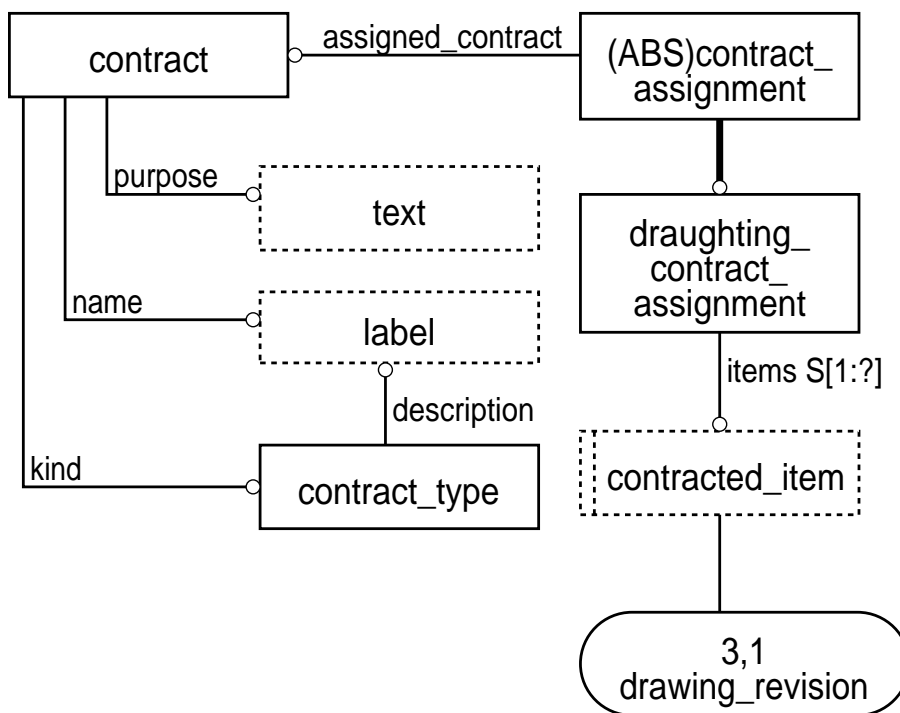 contract
assigned_contract
(ABS)contract_
assignment
purpose
text
draughting_
contract_
assignment
name
label
items S[1:?]
description
kind
contract_type
contracted_item
3,1
drawing_revision